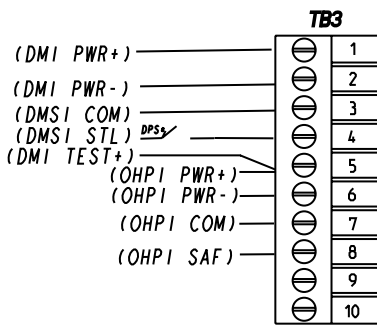 TB3
(DMI PWR+) 1
(DMI PWR-) 2
(DMSI COM) 3
(DMSI STL) 4
(DMI TEST+) 5
(OHPI PWR+)
(OHPI PWR-) 6
(OHPI COM) 7
(OHPI SAF) 8
9
10